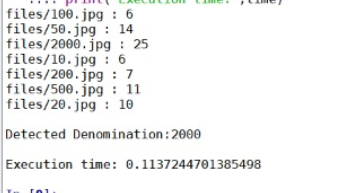 ....: print("Execution time: ",time)
files/100.jpg : 6
files/50.jpg : 14
files/2000.jpg : 25
files/10.jpg : 6
files/200.jpg : 7
files/500.jpg : 11
files/20.jpg : 10
Detected Denomination:2000
Execution time: 0.1137244701385498